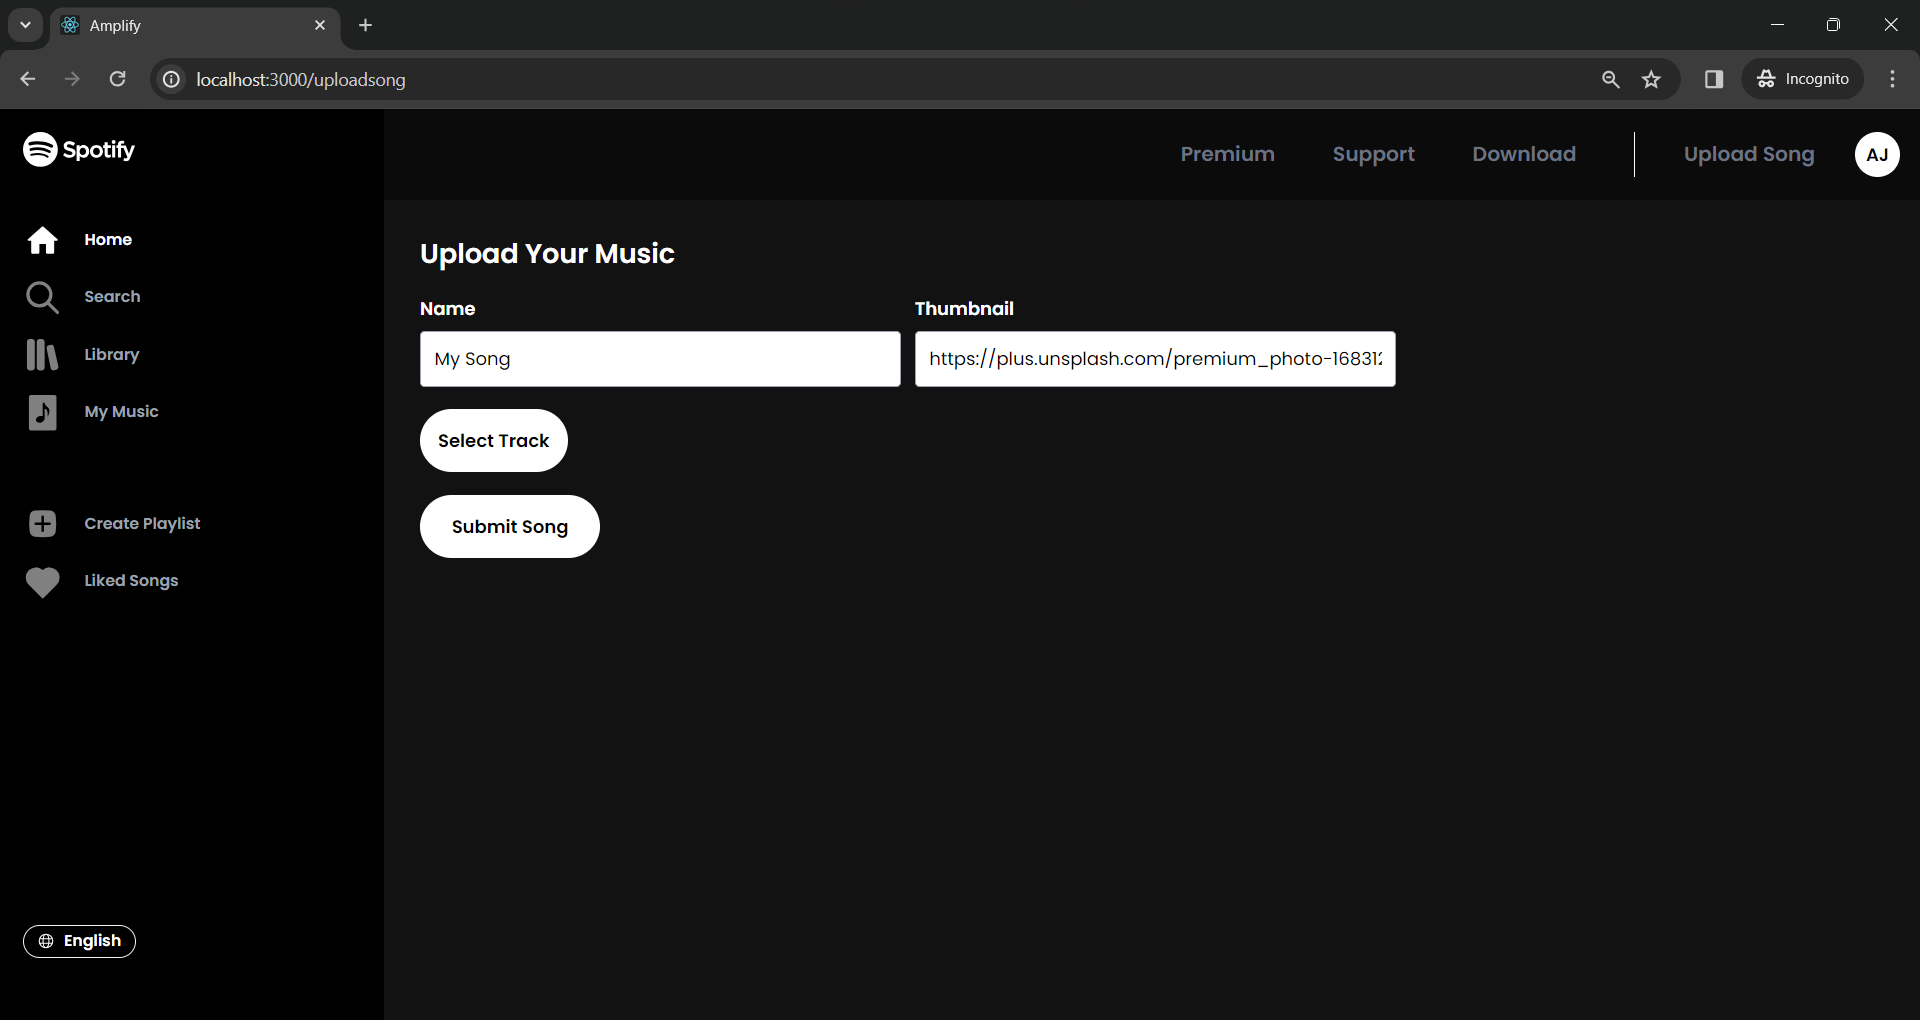 Amplify
localhost:3000/uploadsong
Incognito
Spotify
Premium
Support
Download
Upload Song
AJ
Home
Search
Library
My Music
Create Playlist
Liked Songs
English
Upload Your Music
Name
Thumbnail
My Song
https://plus.unsplash.com/premium_photo-16831
Select Track
Submit Song